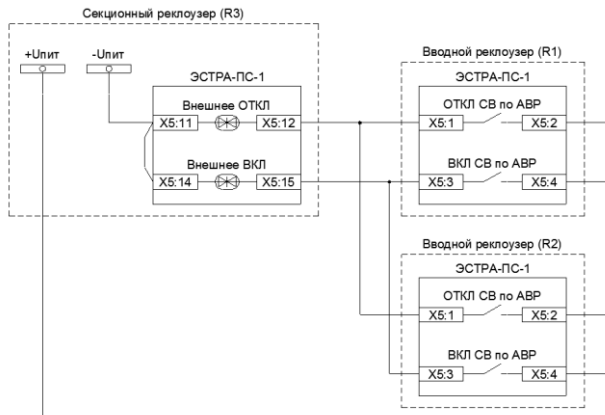 Секционный реклоузер (R3)
+Uпит
-Uпит
ЭСТРА-ПС-1
Внешнее ОТКЛ
X5:11
X5:12
Внешнее ВКЛ
X5:14
X5:15
Вводной реклоузер (R1)
ЭСТРА-ПС-1
ОТКЛ СВ по АВР
X5:1
X5:2
ВКЛ СВ по АВР
X5:3
X5:4
Вводной реклоузер (R2)
ЭСТРА-ПС-1
ОТКЛ СВ по АВР
X5:1
X5:2
ВКЛ СВ по АВР
X5:3
X5:4